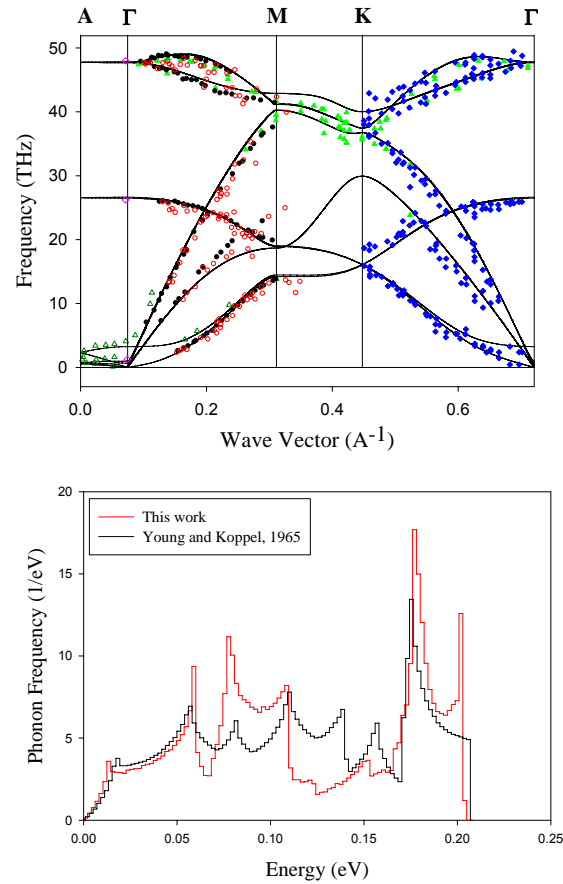 A Γ M K Γ
50
40
30
20
10
0
Frequency (THz)
0.0 0.2 0.4 0.6
Wave Vector (A-1)
20
15
10
5
0
Phonon Frequency (1/eV)
This work
Young and Koppel, 1965
0.00 0.05 0.10 0.15 0.20 0.25
Energy (eV)